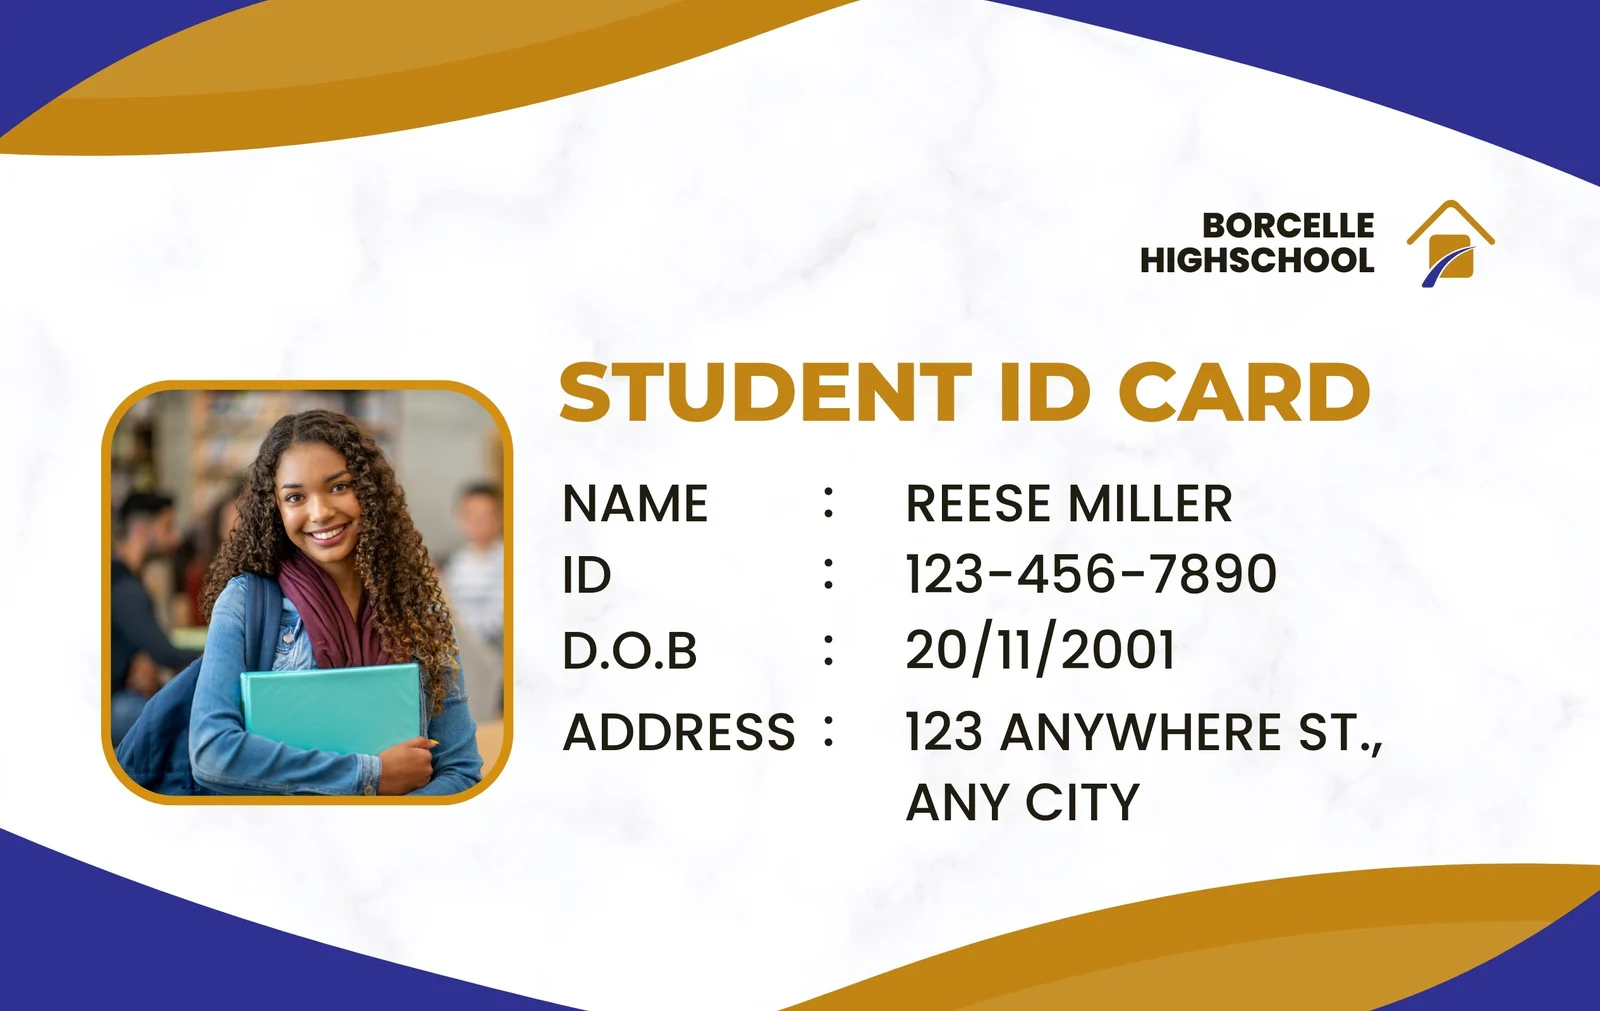 BORCELLE
HIGHSCHOOL
STUDENT ID CARD
NAME : REESE MILLER
ID : 123-456-7890
D.O.B : 20/11/2001
ADDRESS : 123 ANYWHERE ST.,
ANY CITY